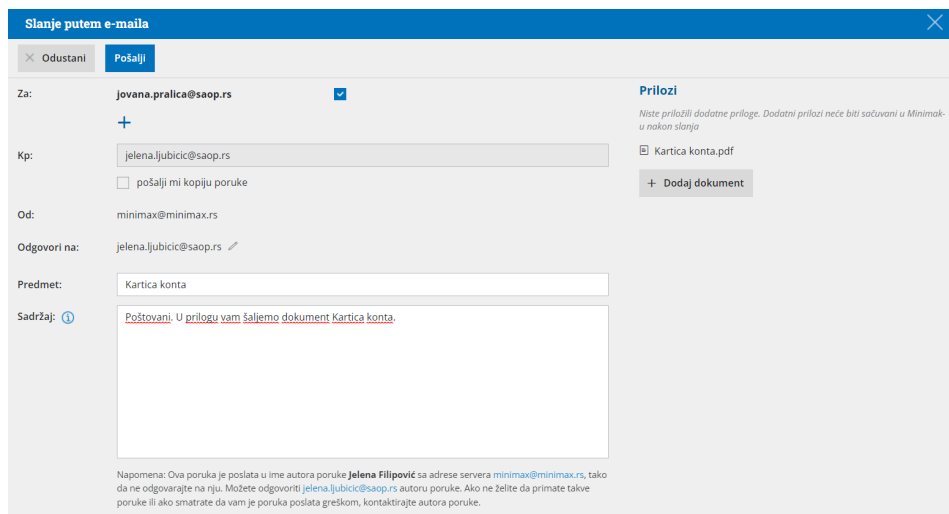 Slanje putem e-maila
Odustani
Pošalji
Za:
jovana.pralica@saop.rs
Kp:
jelena.ljubicic@saop.rs
pošalji mi kopiju poruke
Od:
minimax@minimax.rs
Odgovori na:
jelena.ljubicic@saop.rs
Predmet:
Kartica konta
Sadržaj:
Poštovani. U prilogu vam šaljemo dokument Kartica konta.
Napomena: Ova poruka je poslata u ime autora poruke Jelena Filipović sa adrese servera minimax@minimax.rs, tako
da ne odgovarajte na nju. Možete odgovoriti jelena.ljubicic@saop.rs autoru poruke. Ako ne želite da primate takve
poruke ili ako smatrate da vam je poruka poslata greškom, kontaktirajte autora poruke.
Prilozi
Niste priložili dodatne priloge. Dodatni prilozi neće biti sačuvani u Minimak-
u nakon slanja
Kartica konta.pdf
+ Dodaj dokument